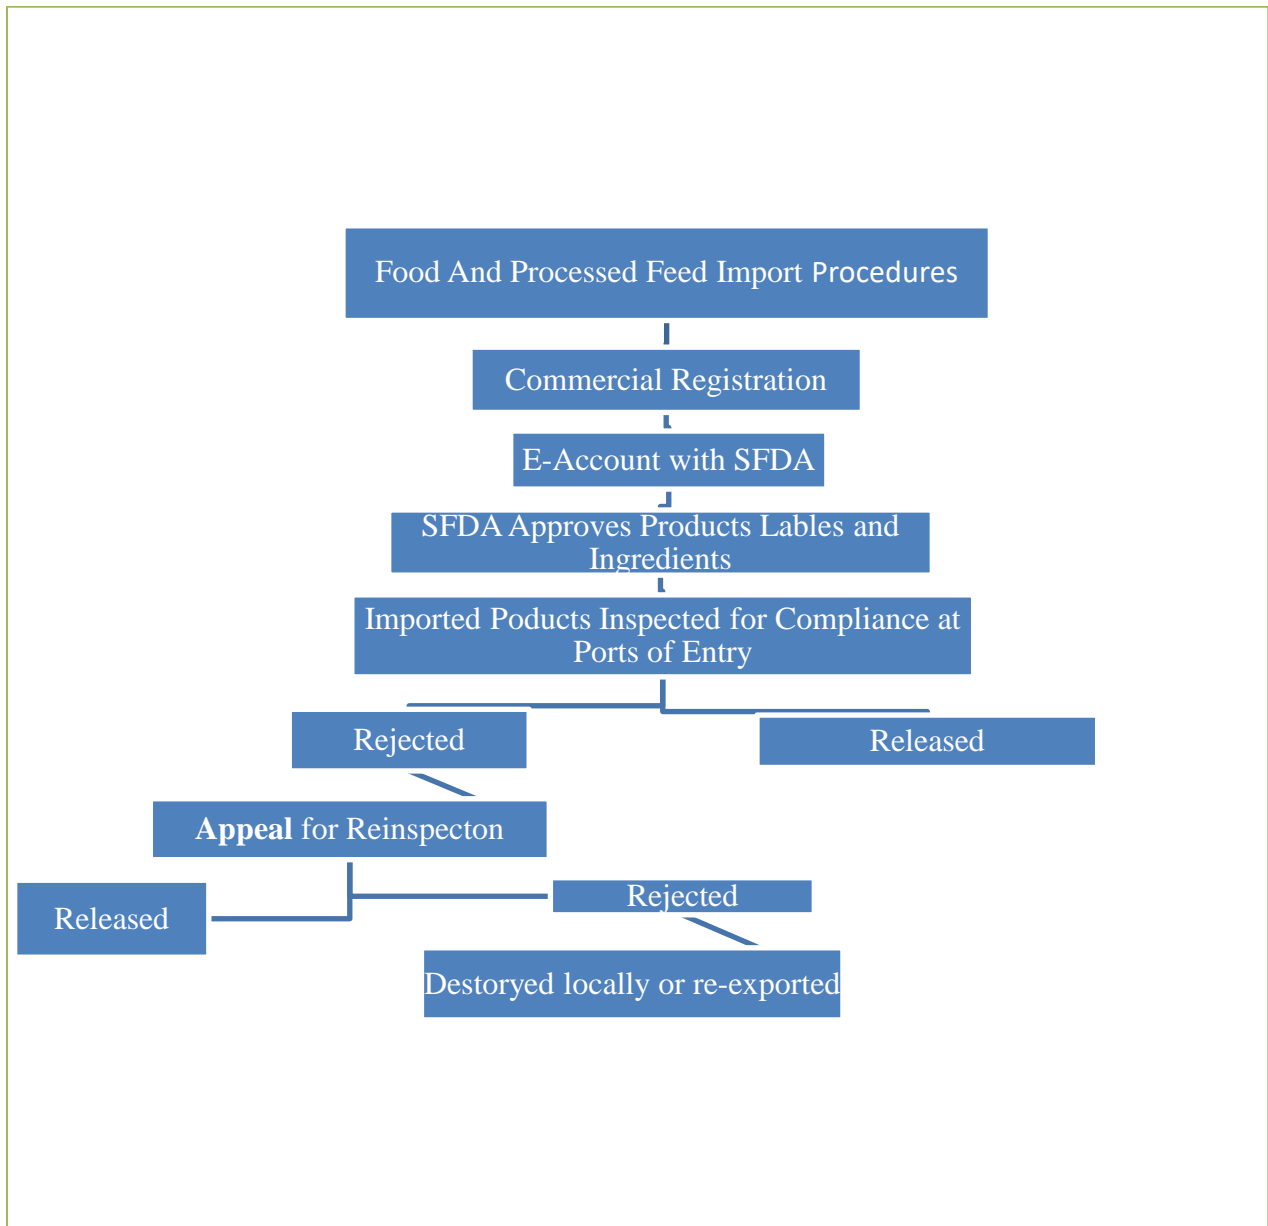 Food And Processed Feed Import Procedures
Commercial Registration
E-Account with SFDA
SFDA Approves Products Lables and
Ingredients
Imported Poducts Inspected for Compliance at
Ports of Entry
Rejected
Released
Appeal for Reinspecton
Released
Rejected
Destoryed locally or re-exported